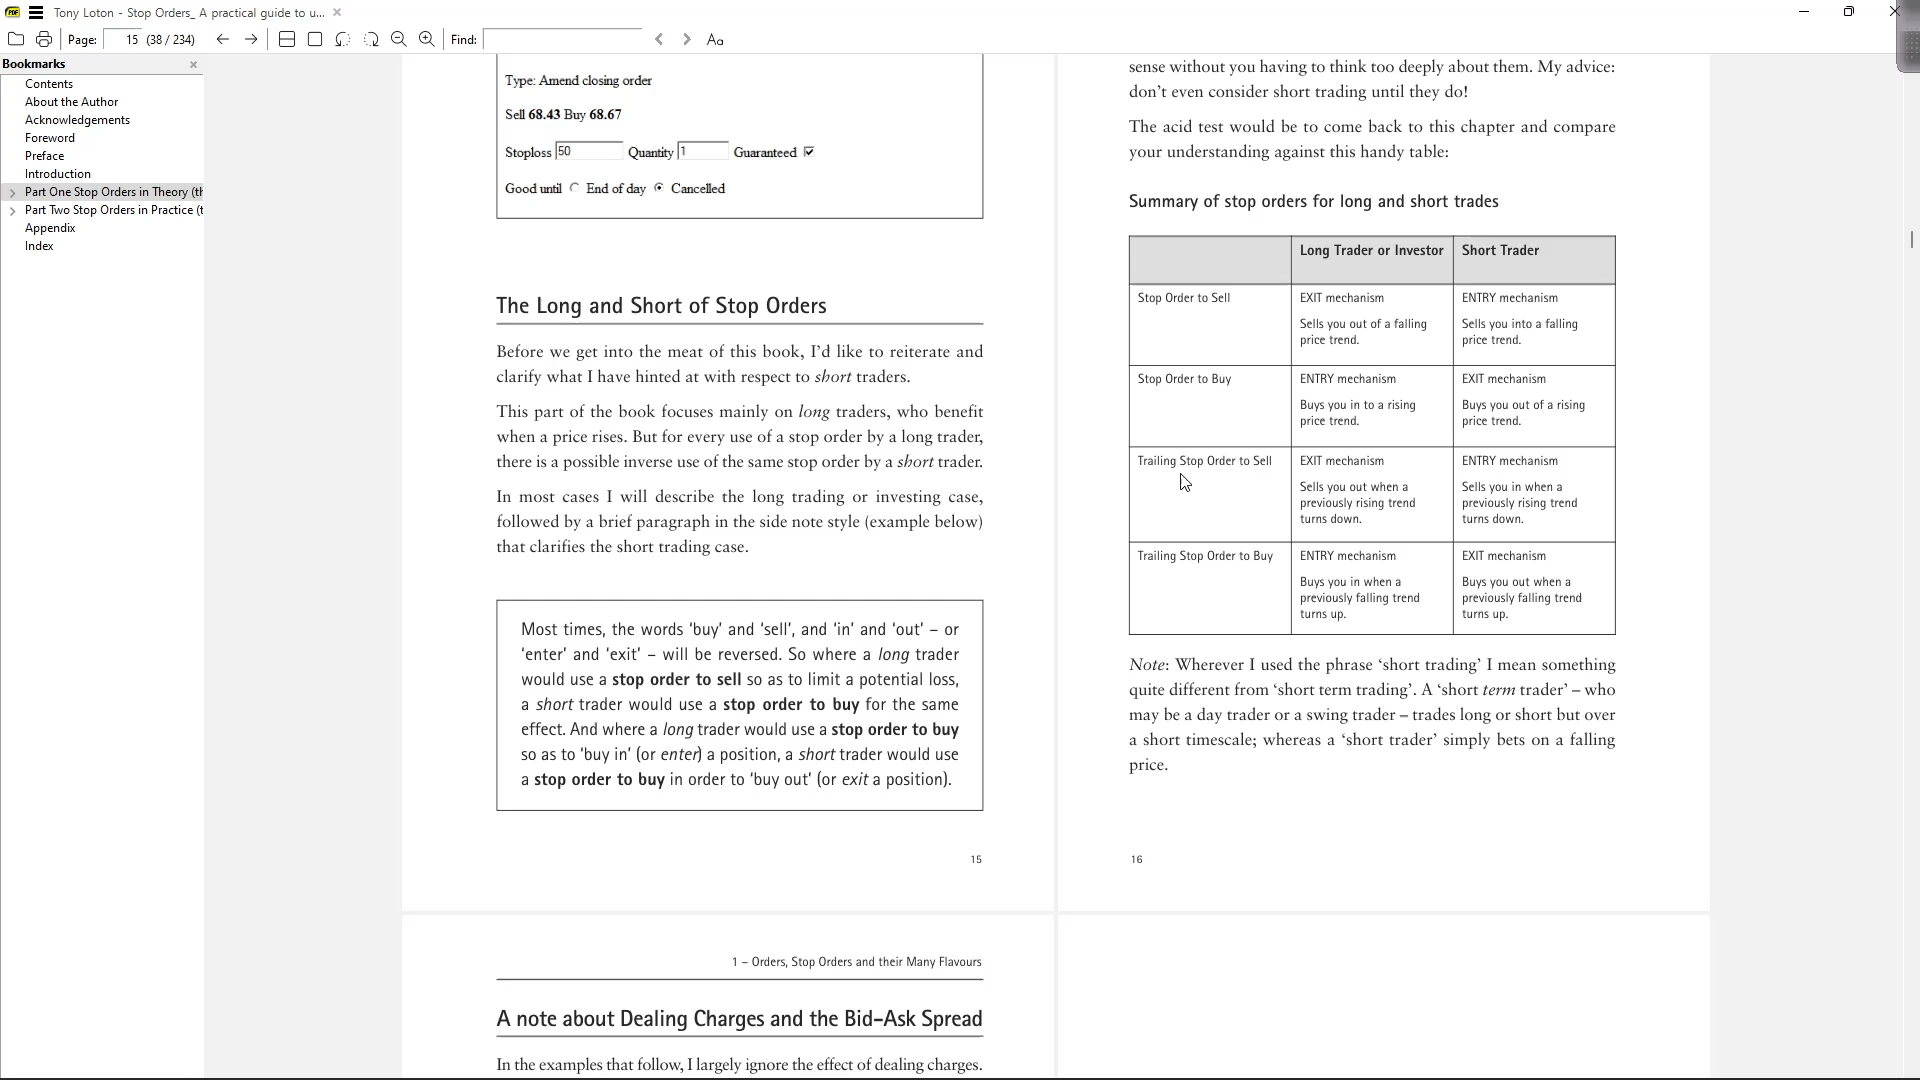 Tony Loton - Stop Orders_ A practical guide to u...
Page: 15 (38 / 234) Find: Aa
Bookmarks
Contents
About the Author
Acknowledgements
Foreword
Preface
Introduction
Part One Stop Orders in Theory (th
Part Two Stop Orders in Practice (t
Appendix
Index
Type: Amend closing order
Sell 68.43 Buy 68.67
Stoploss 50 Quantity 1 Guaranteed
Good until End of day Cancelled
The Long and Short of Stop Orders
Before we get into the meat of this book, I’d like to reiterate and
clarify what I have hinted at with respect to short traders.
This part of the book focuses mainly on long traders, who benefit
when a price rises. But for every use of a stop order by a long trader,
there is a possible inverse use of the same stop order by a short trader.
In most cases I will describe the long trading or investing case,
followed by a brief paragraph in the side note style (example below)
that clarifies the short trading case.
Most times, the words ‘buy’ and ‘sell’, and ‘in’ and ‘out’ – or
‘enter’ and ‘exit’ – will be reversed. So where a long trader
would use a stop order to sell so as to limit a potential loss,
a short trader would use a stop order to buy for the same
effect. And where a long trader would use a stop order to buy
so as to ‘buy in’ (or enter) a position, a short trader would use
a stop order to buy in order to ‘buy out’ (or exit a position).
15
sense without you having to think too deeply about them. My advice:
don’t even consider short trading until they do!
The acid test would be to come back to this chapter and compare
your understanding against this handy table:
Summary of stop orders for long and short trades
Long Trader or Investor Short Trader
Stop Order to Sell EXIT mechanism ENTRY mechanism
Sells you out of a falling Sells you into a falling
price trend. price trend.
Stop Order to Buy ENTRY mechanism EXIT mechanism
Buys you in to a rising Buys you out of a rising
price trend. price trend.
Trailing Stop Order to Sell EXIT mechanism ENTRY mechanism
Sells you out when a Sells you in when a
previously rising trend previously rising trend
turns down. turns down.
Trailing Stop Order to Buy ENTRY mechanism EXIT mechanism
Buys you in when a Buys you out when a
previously falling trend previously falling trend
turns up. turns up.
Note: Wherever I used the phrase ‘short trading’ I mean something
quite different from ‘short term trading’. A ‘short term trader’ – who
may be a day trader or a swing trader – trades long or short but over
a short timescale; whereas a ‘short trader’ simply bets on a falling
price.
16
1 – Orders, Stop Orders and their Many Flavours
A note about Dealing Charges and the Bid-Ask Spread
In the examples that follow, I largely ignore the effect of dealing charges.